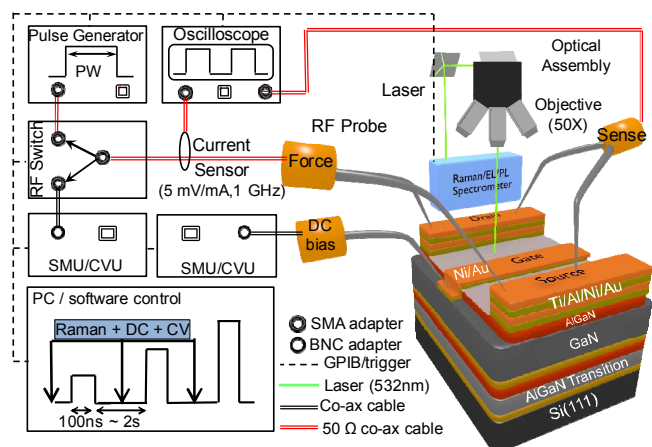 Pulse Generator
PW
Oscilloscope
Optical
Assembly
Laser
Objective
(50X)
RF Switch
Current
Sensor
(5 mV/mA,1 GHz)
RF Probe
Force
Sense
Raman/EL/PL
Spectrometer
DC
bias
SMU/CVU
SMU/CVU
Drain
Gate
Ni/Au
Source
Ti/Al/Ni/Au
AlGaN
GaN
AlGaN Transition
Si(111)
PC / software control
Raman + DC + CV
100ns ~ 2s
SMA adapter
BNC adapter
GPIB/trigger
Laser (532nm)
Co-ax cable
50 Ω co-ax cable